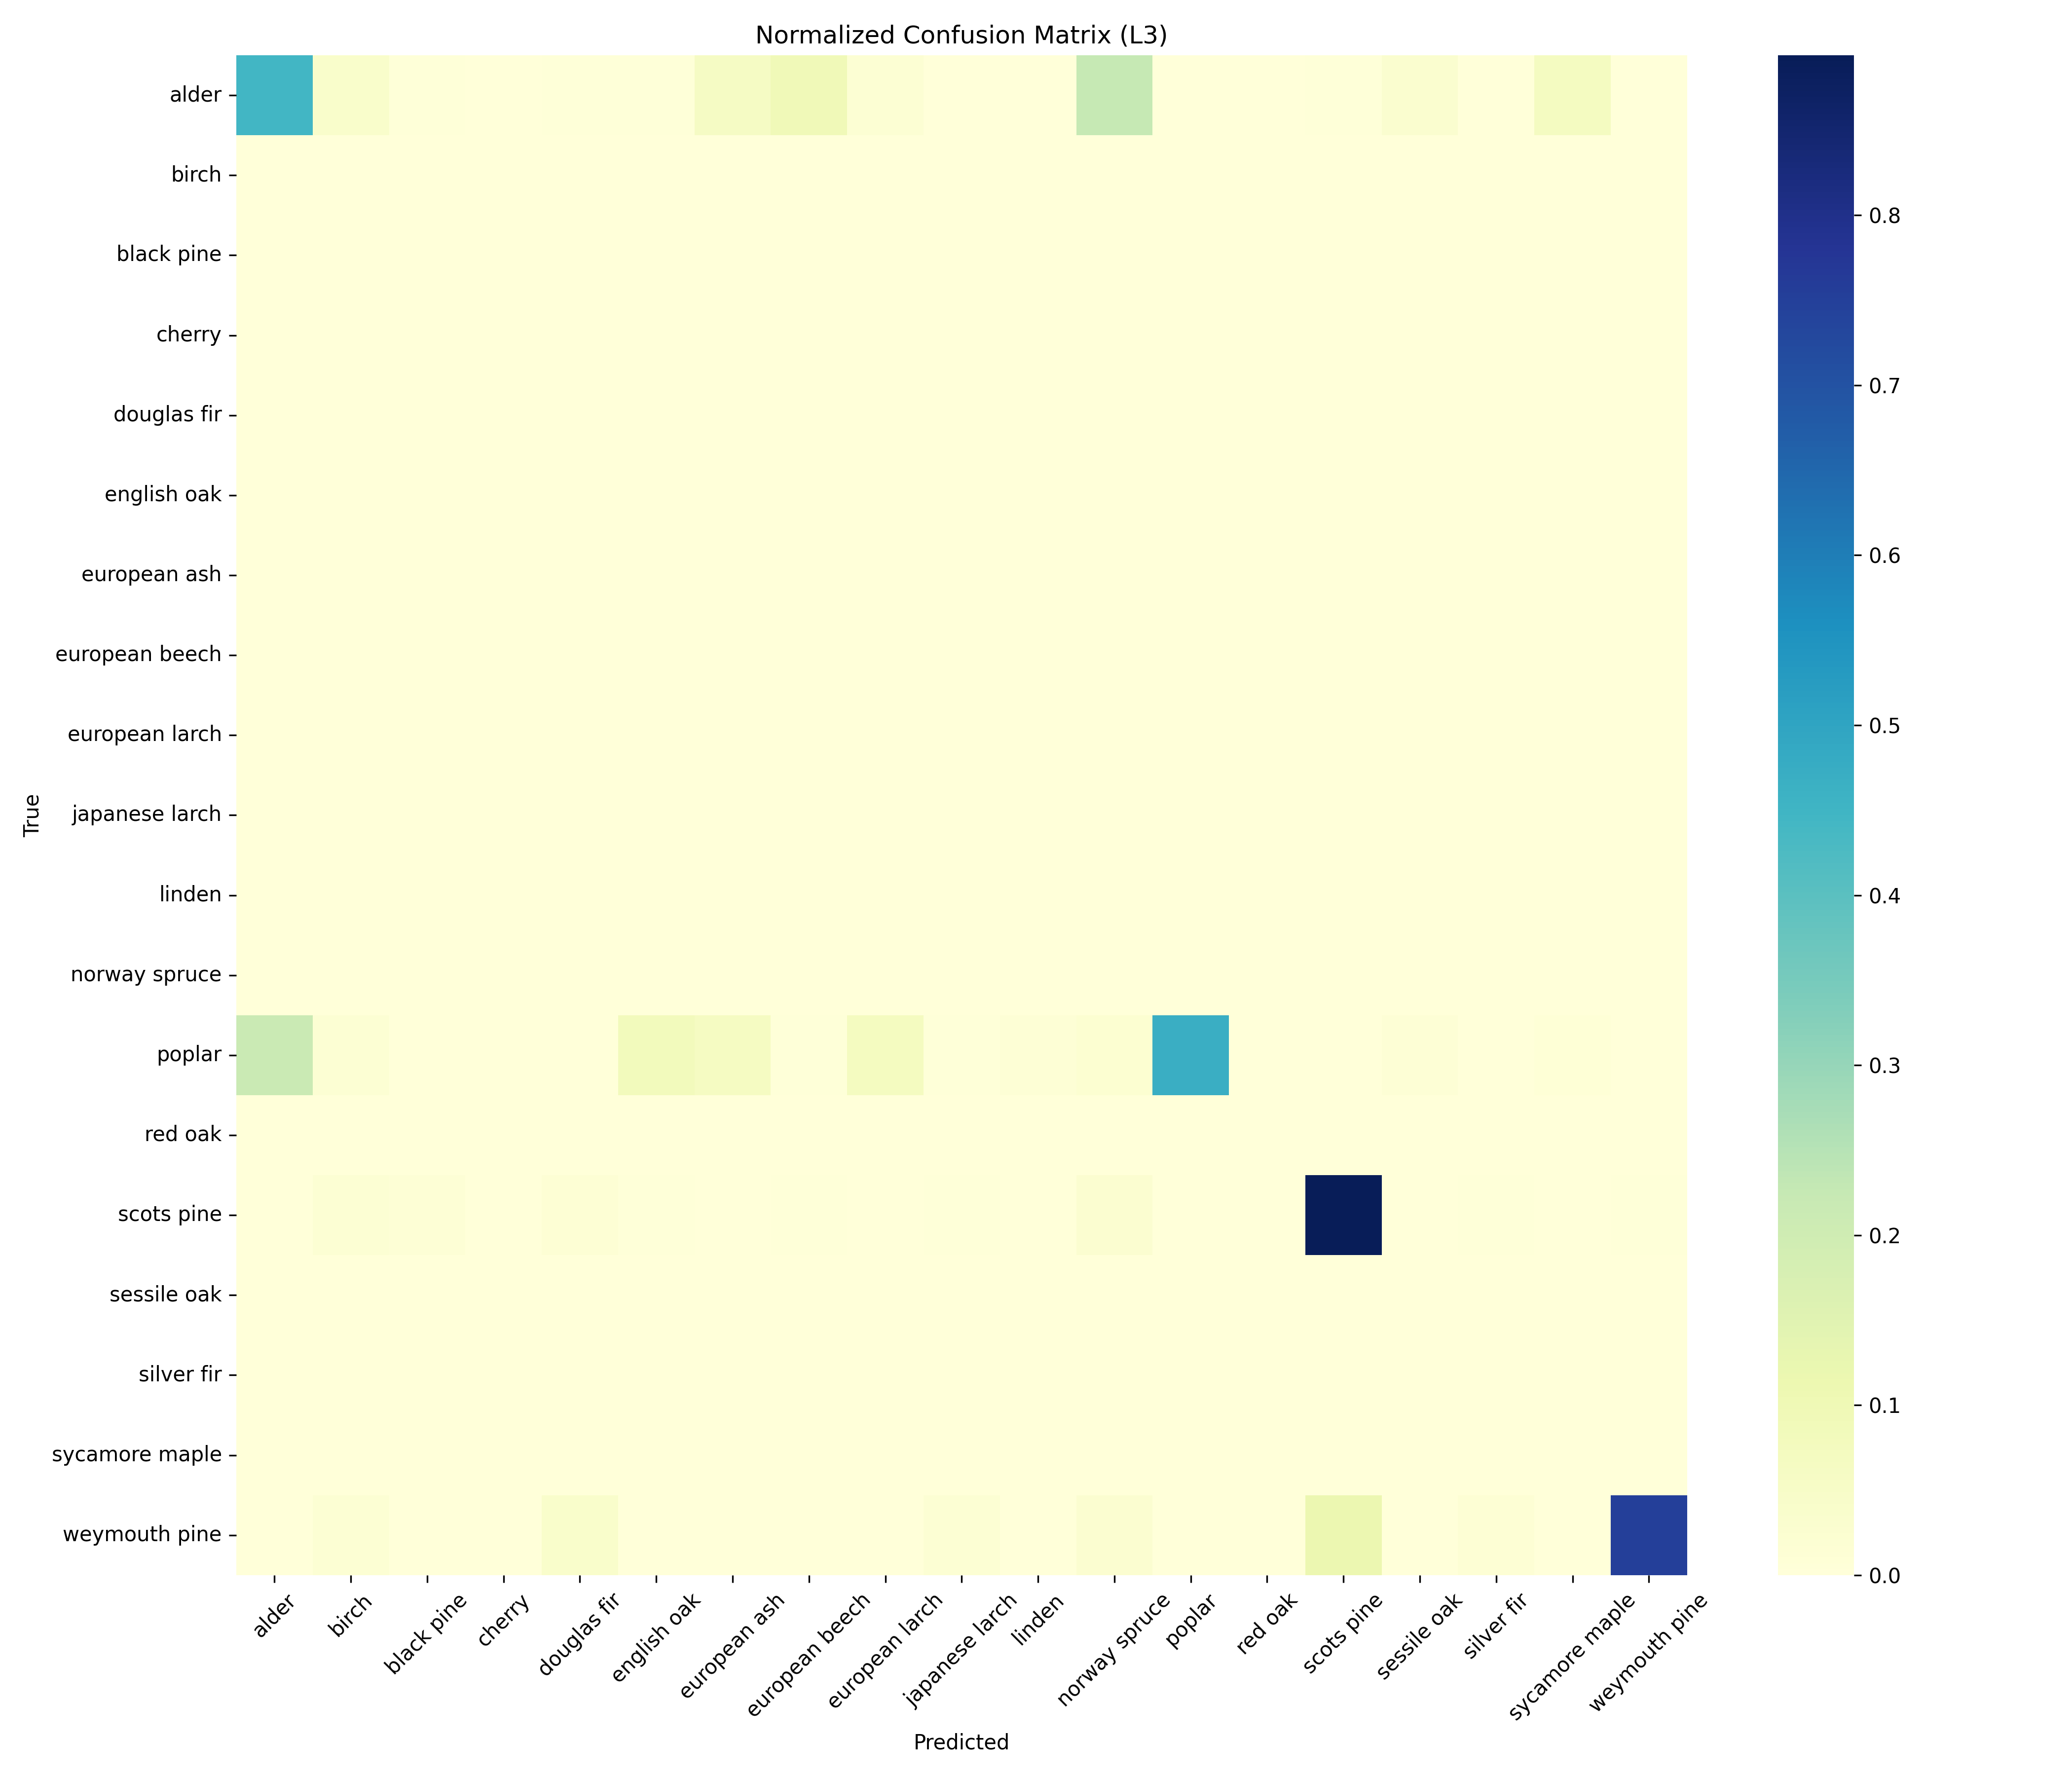 Normalized Confusion Matrix (L3)
alder
birch
black pine
cherry
douglas fir
english oak
european ash
european beech
european larch
japanese larch
linden
norway spruce
poplar
red oak
scots pine
sessile oak
silver fir
sycamore maple
weymouth pine
True
alder
birch
black pine
cherry
douglas fir
english oak
european ash
european beech
european larch
japanese larch
linden
norway spruce
poplar
red oak
scots pine
sessile oak
silver fir
sycamore maple
weymouth pine
Predicted
0.8
0.7
0.6
0.5
0.4
0.3
0.2
0.1
0.0